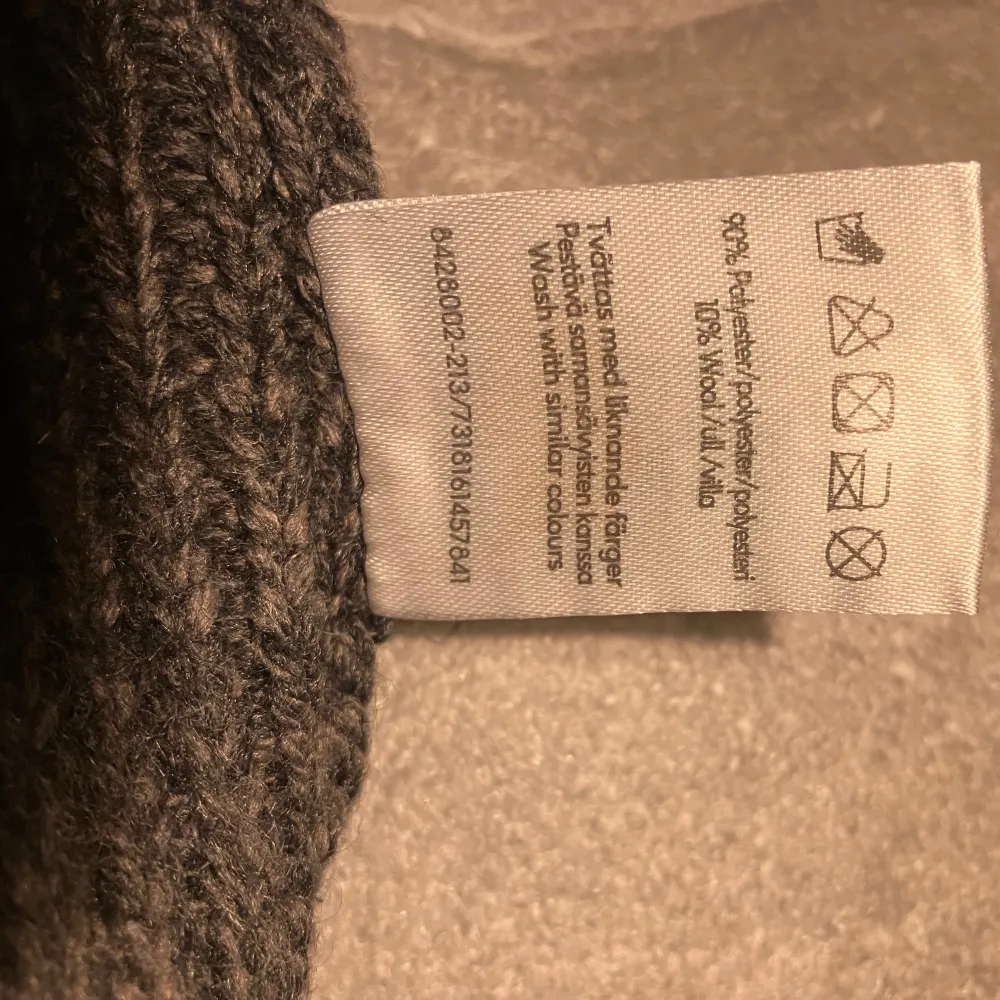 90% Polyester/polyester/polyesteri
10% Wool/ull/villa
Tvättas med liknande färger
Pestävä samansävyisten kanssa
Wash with similar colours
8428002-213/7318161457841